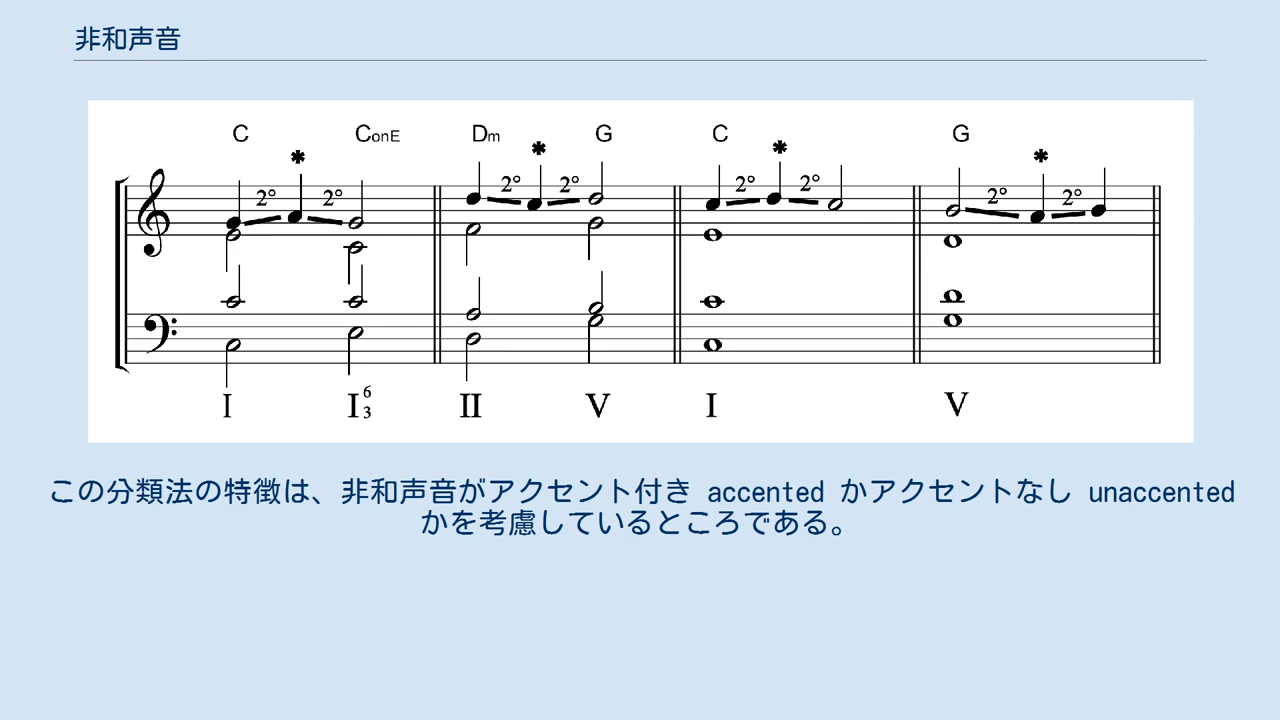 非和声音
C ConE Dm G C G
* * * *
2° 2° 2° 2° 2° 2° 2° 2°
I I63 II V I V
この分類法の特徴は、非和声音がアクセント付き accented かアクセントなし unaccented
かを考慮しているところである。